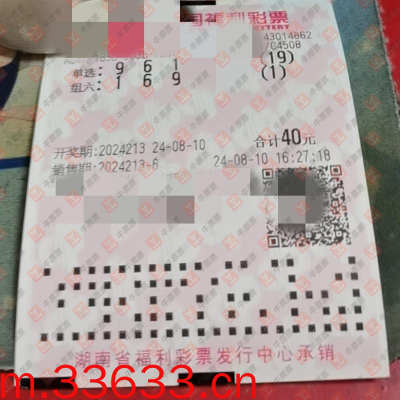 国福利彩票
43014862
/C4508
单选: 9 6 1 (19)
组六: 1 6 9 (1)
开奖期:2024213 24-08-10 合计40元
销售期:2024213-6 24-08-10 16:27:18
湖南省福利彩票发行中心承销
m.33633.cn